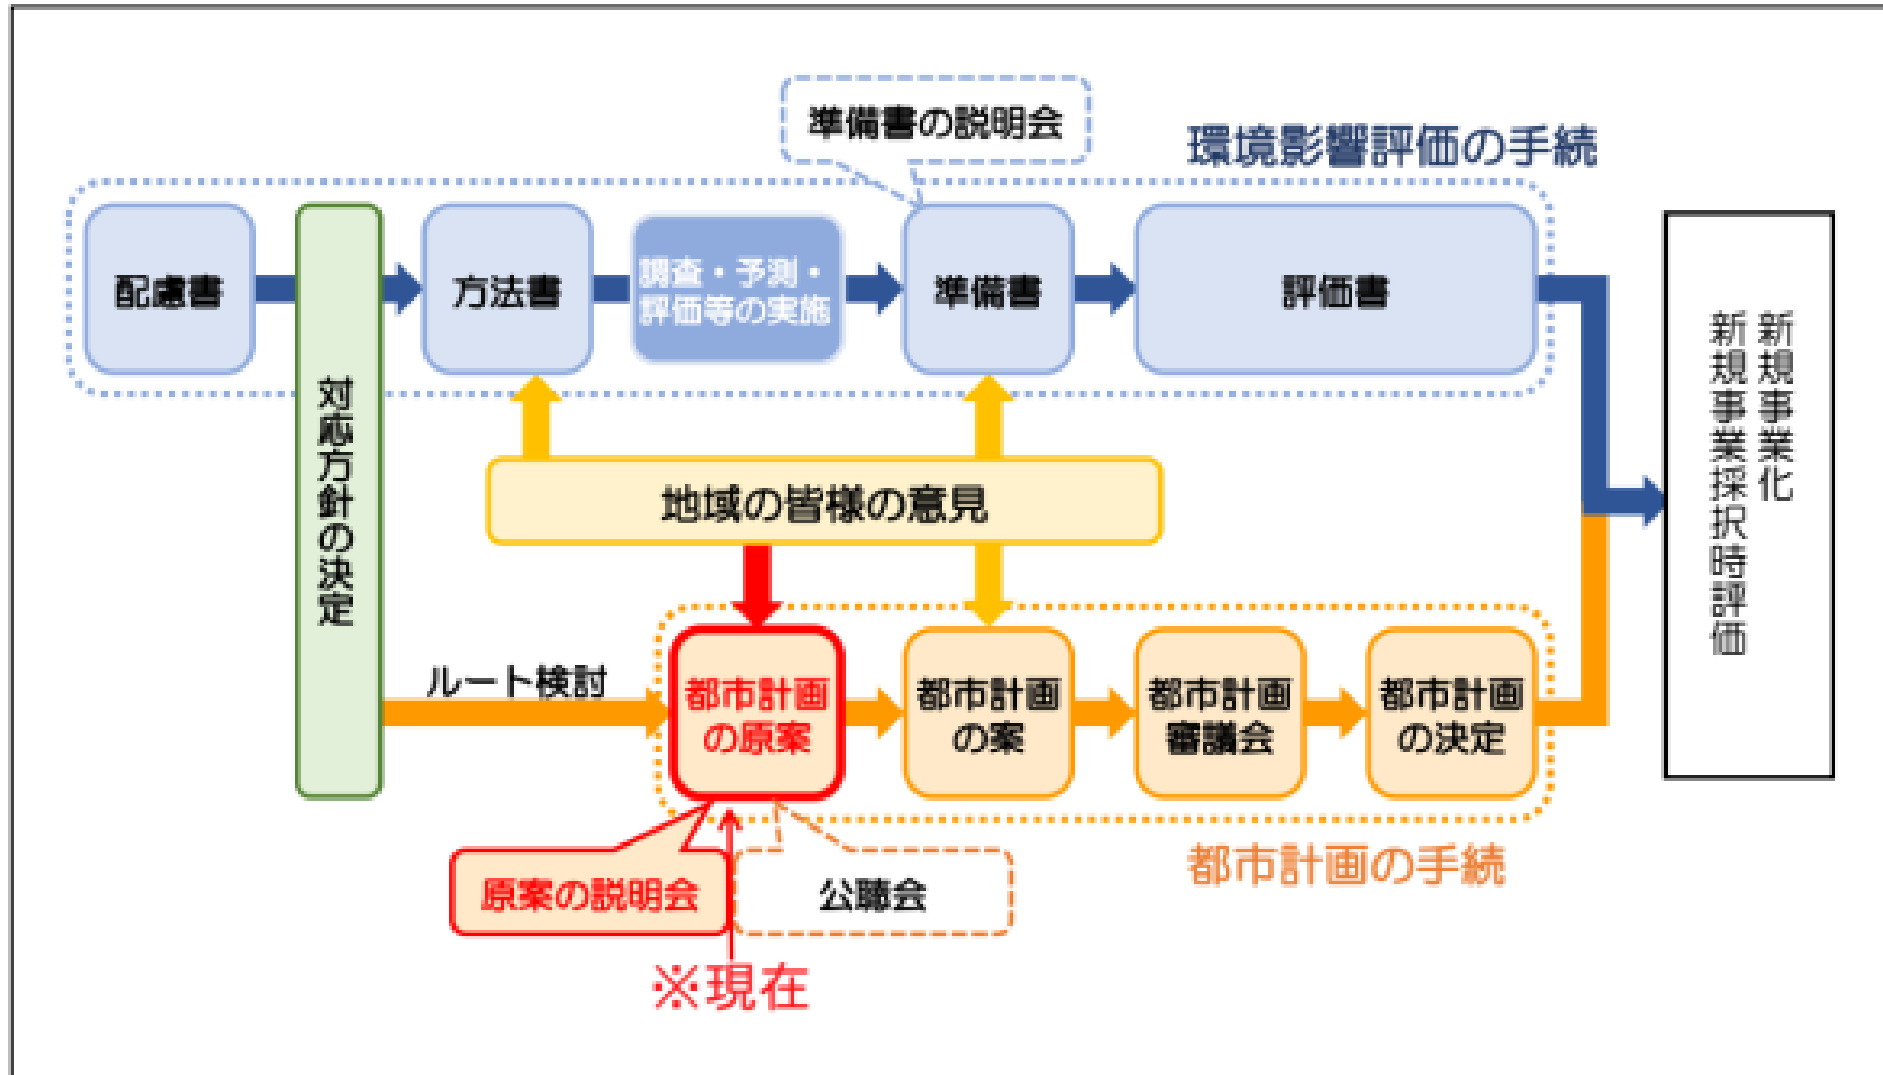 準備書の説明会
環境影響評価の手続
配慮書
方法書
調査・予測・
評価等の実施
準備書
評価書
対応方針の決定
地域の皆様の意見
新規事業化
新規事業採択時評価
ルート検討
都市計画
の原案
都市計画
の案
都市計画
審議会
都市計画
の決定
原案の説明会
公聴会
都市計画の手続
※現在